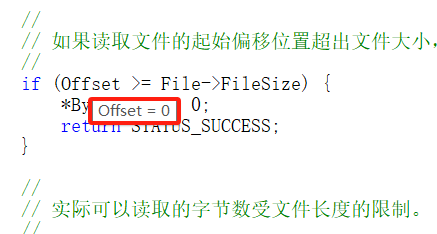 //
// 如果读取文件的起始偏移位置超出文件大小，
//
if (Offset >= File->FileSize) {
*By 0;
Offset = 0
return STATUS_SUCCESS;
}
//
// 实际可以读取的字节数受文件长度的限制。
//